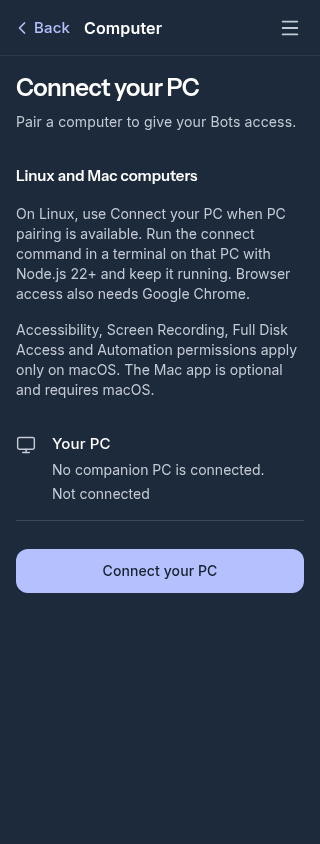 Back Computer
Connect your PC
Pair a computer to give your Bots access.
Linux and Mac computers
On Linux, use Connect your PC when PC
pairing is available. Run the connect
command in a terminal on that PC with
Node.js 22+ and keep it running. Browser
access also needs Google Chrome.
Accessibility, Screen Recording, Full Disk
Access and Automation permissions apply
only on macOS. The Mac app is optional
and requires macOS.
Your PC
No companion PC is connected.
Not connected
Connect your PC